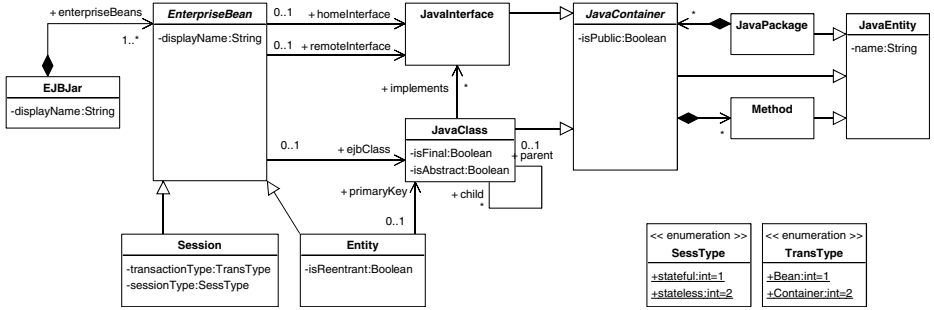 +enterpriseBeans
1..*
EJBJar
-displayName:String
EnterpriseBean
-displayName:String
0..1
+homeInterface
0..1
+remoteInterface
0..1
+ejbClass
JavaInterface
+implements
*
JavaClass
-isFinal:Boolean
-isAbstract:Boolean
0..1
+parent
+child
*
+primaryKey
0..1
JavaContainer
-isPublic:Boolean
*
JavaPackage
JavaEntity
-name:String
Method
*
Session
-transactionType:TransType
-sessionType:SessType
Entity
-isReentrant:Boolean
<< enumeration >>
SessType
+stateful:int=1
+stateless:int=2
<< enumeration >>
TransType
+Bean:int=1
+Container:int=2